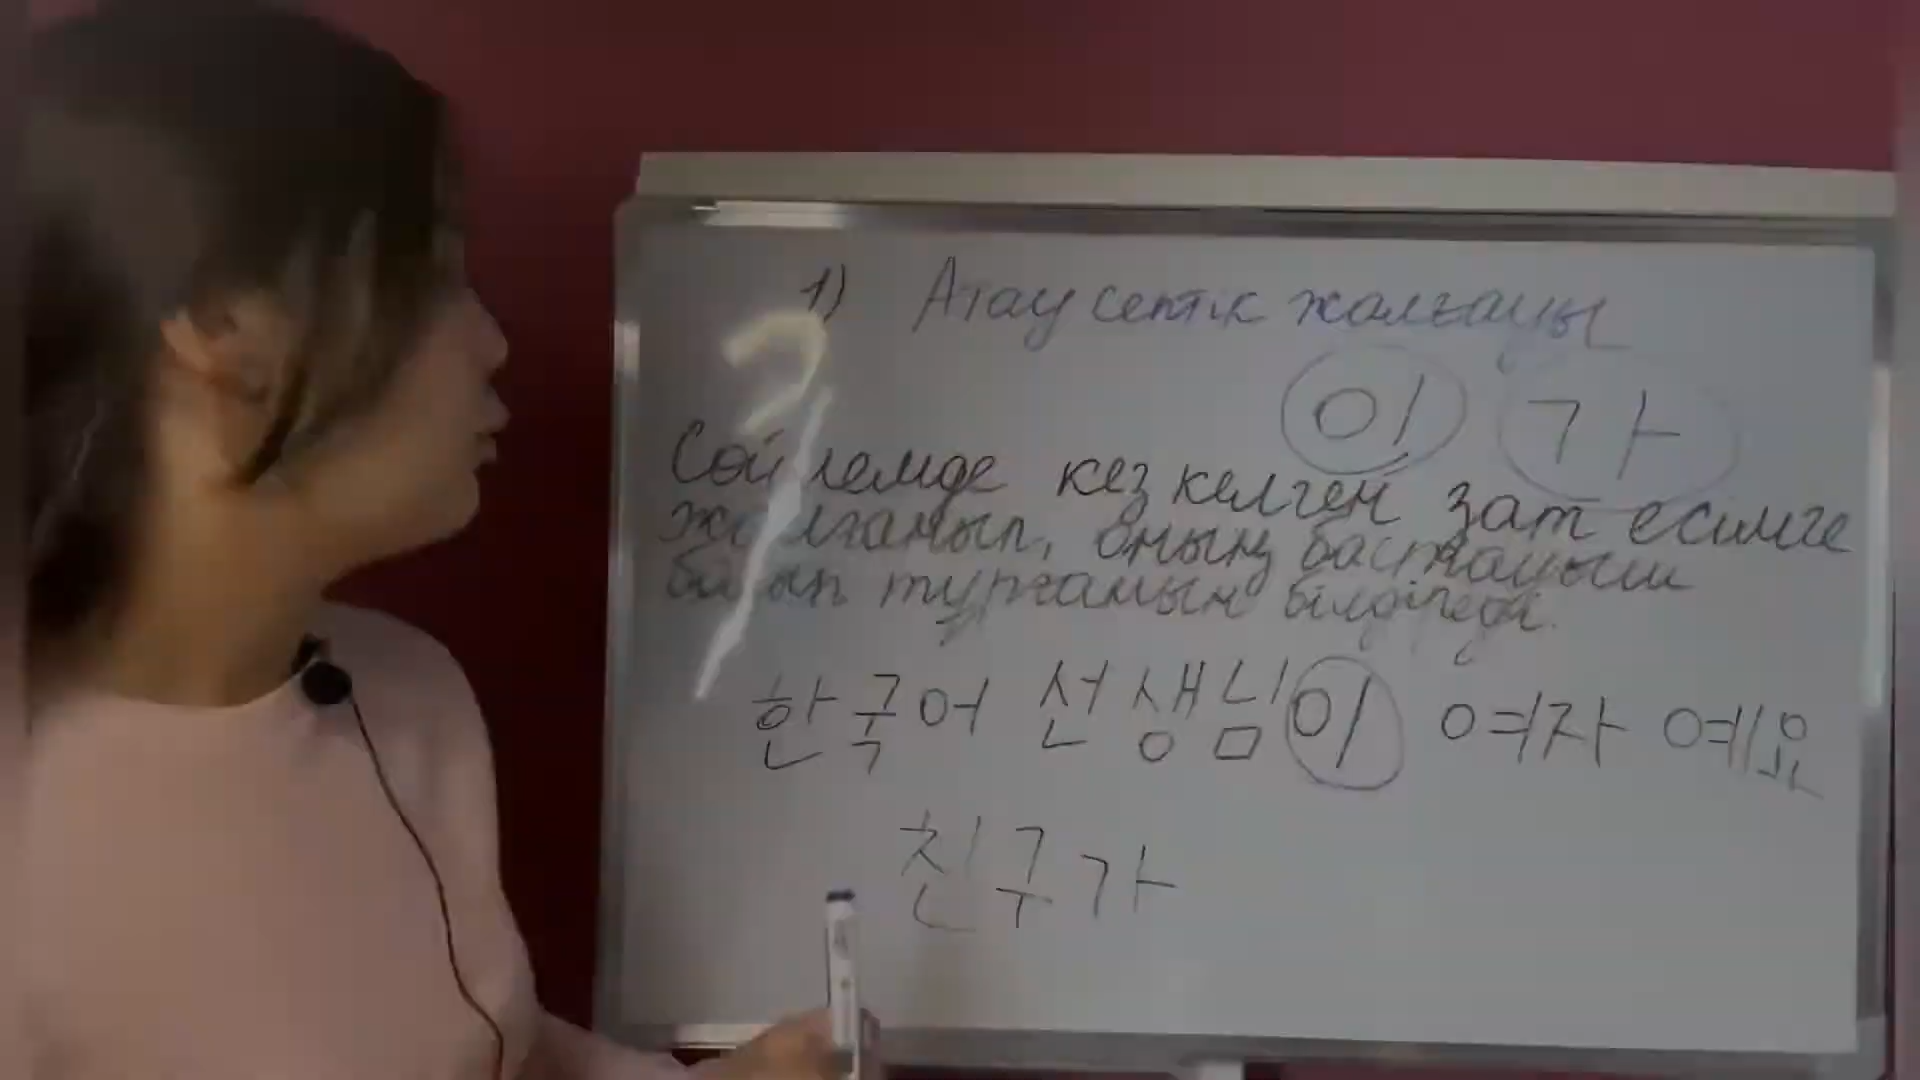 1) Атау септік жалғауы
이 가
Сөйлемде кез келген зат есімге
жалғанып, оның бастауыш
болып тұрғанын білдіреді.
한국어 선생님이 여자 예요
친구가